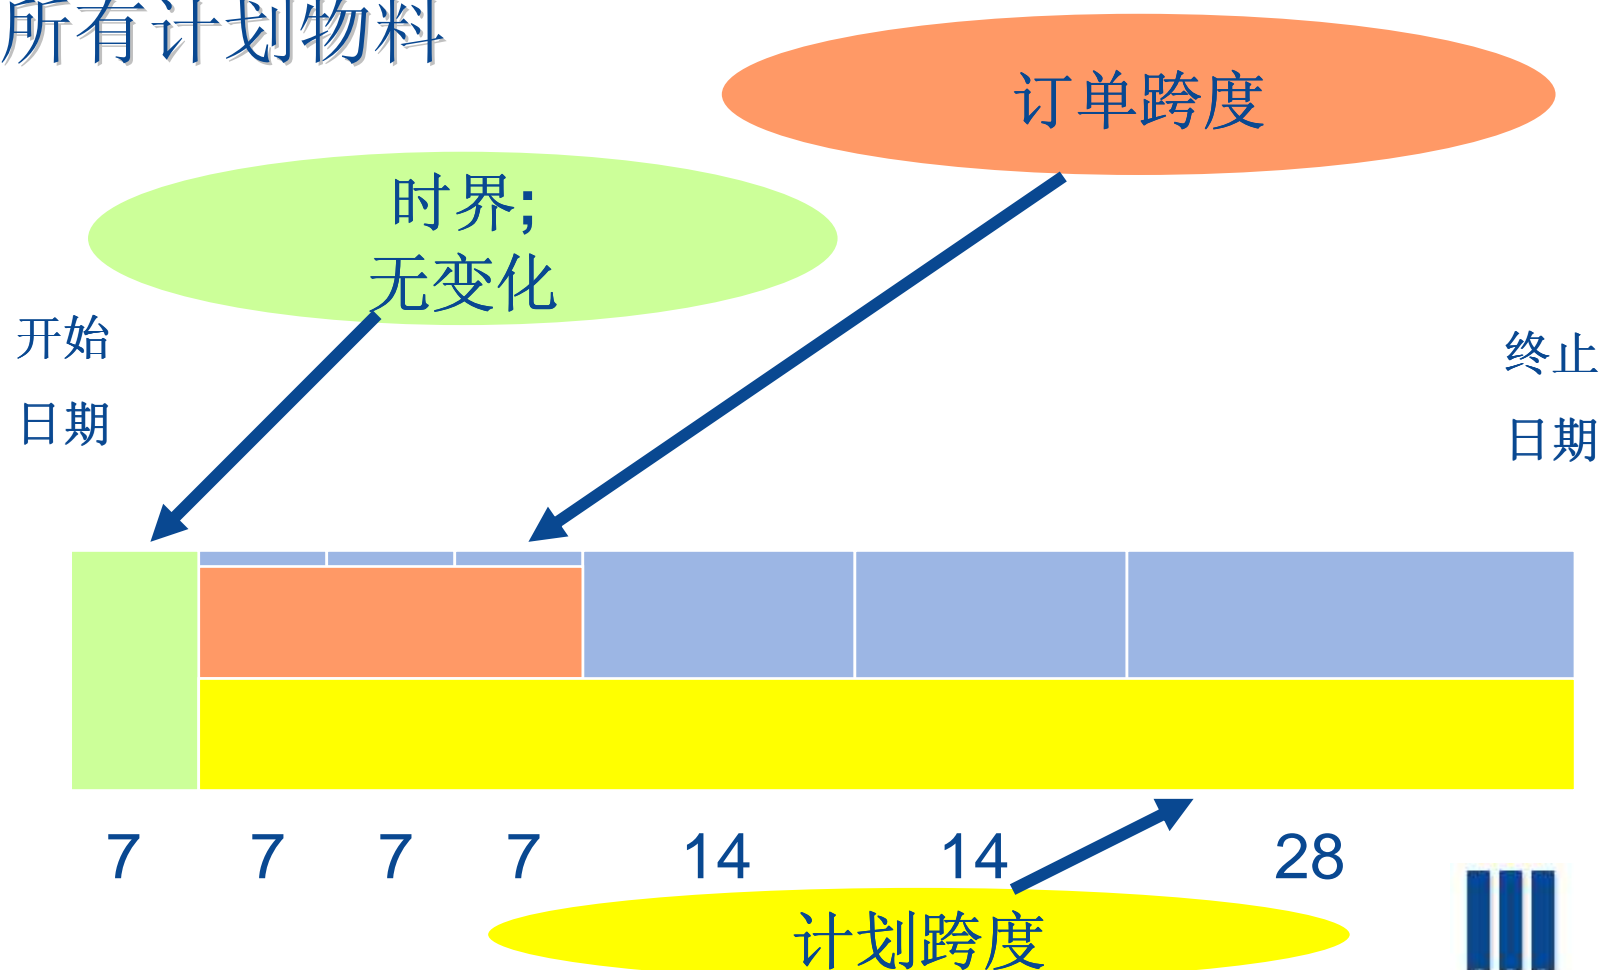 所有计划物料
订单跨度
时界;
无变化
开始
日期
终止
日期
7 7 7 7 14 14 28
计划跨度